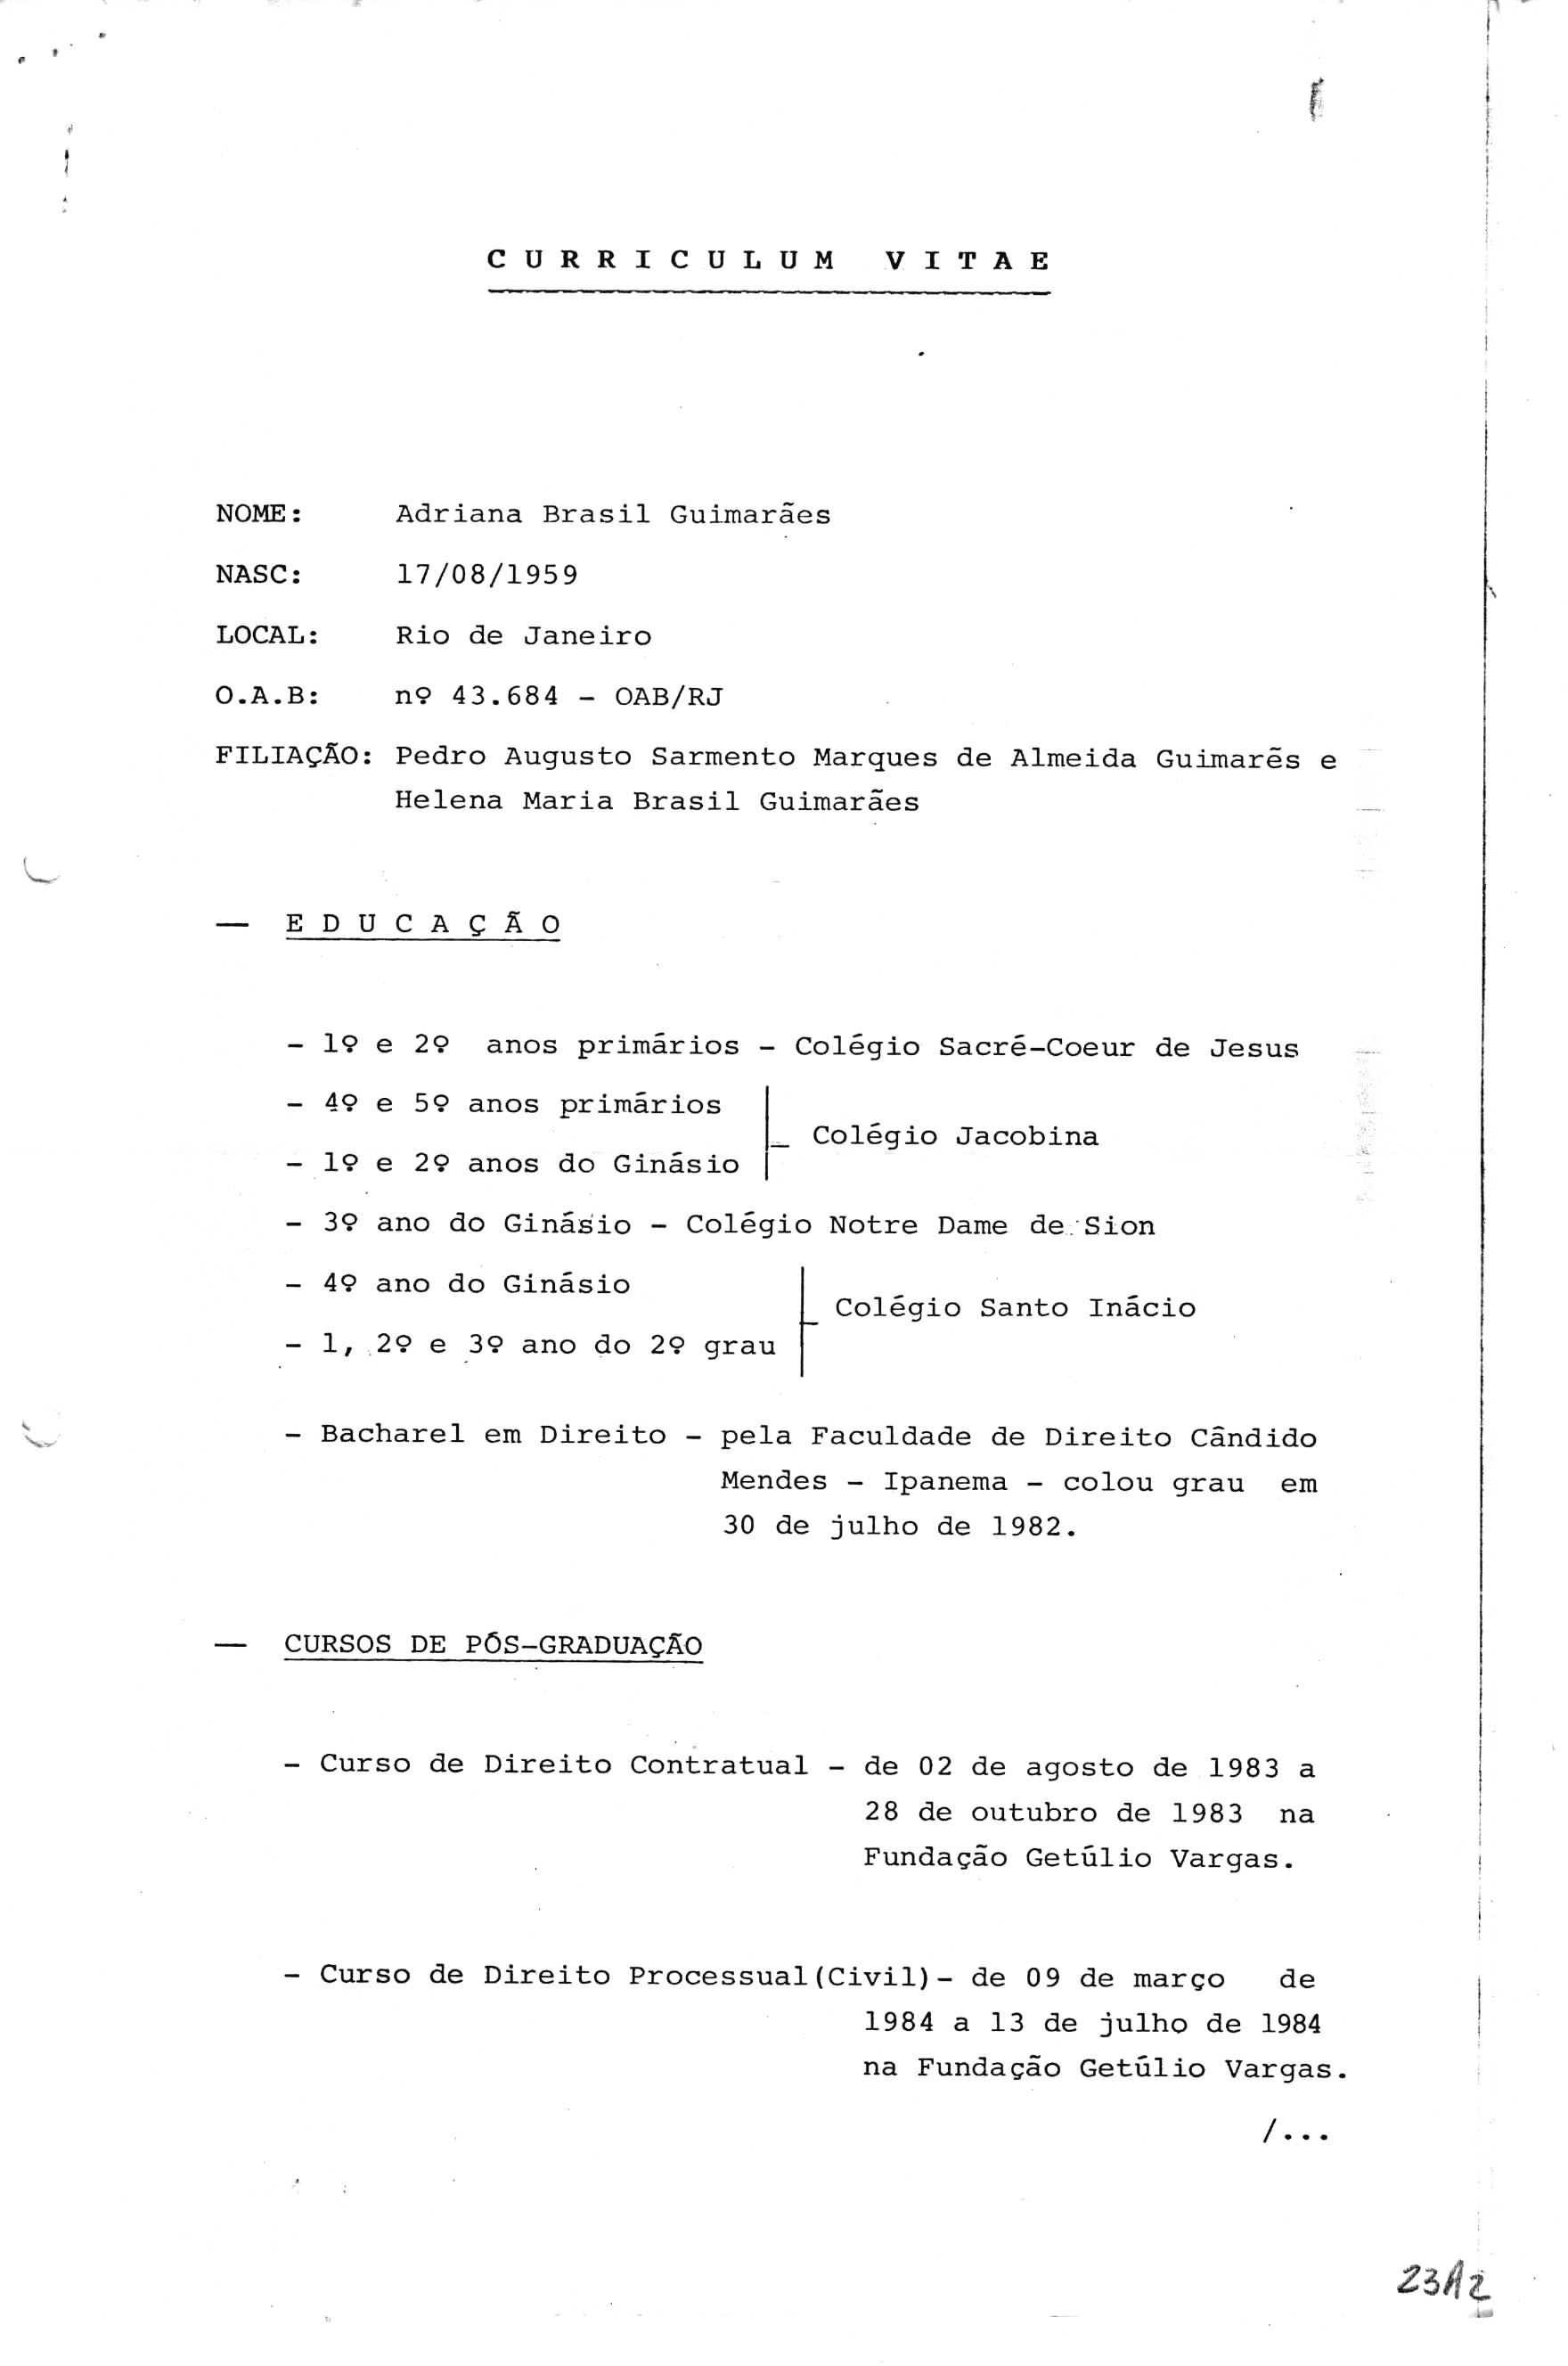 CURRICULUM VITAE
NOME: Adriana Brasil Guimarães
NASC: 17/08/1959
LOCAL: Rio de Janeiro
O.A.B: nº 43.684 - OAB/RJ
FILIAÇÃO: Pedro Augusto Sarmento Marques de Almeida Guimarẽs e
Helena Maria Brasil Guimarães
— EDUCAÇÃO
- 1º e 2º anos primários - Colégio Sacré-Coeur de Jesus
- 4º e 5º anos primários
Colégio Jacobina
- 1º e 2º anos do Ginásio
- 3º ano do Ginásio - Colégio Notre Dame de Sion
- 4º ano do Ginásio
Colégio Santo Inácio
- 1, 2º e 3º ano do 2º grau
- Bacharel em Direito - pela Faculdade de Direito Cândido
Mendes - Ipanema - colou grau em
30 de julho de 1982.
— CURSOS DE PÓS-GRADUAÇÃO
- Curso de Direito Contratual - de 02 de agosto de 1983 a
28 de outubro de 1983 na
Fundação Getúlio Vargas.
- Curso de Direito Processual(Civil)- de 09 de março de
1984 a 13 de julho de 1984
na Fundação Getúlio Vargas.
/...
23A2